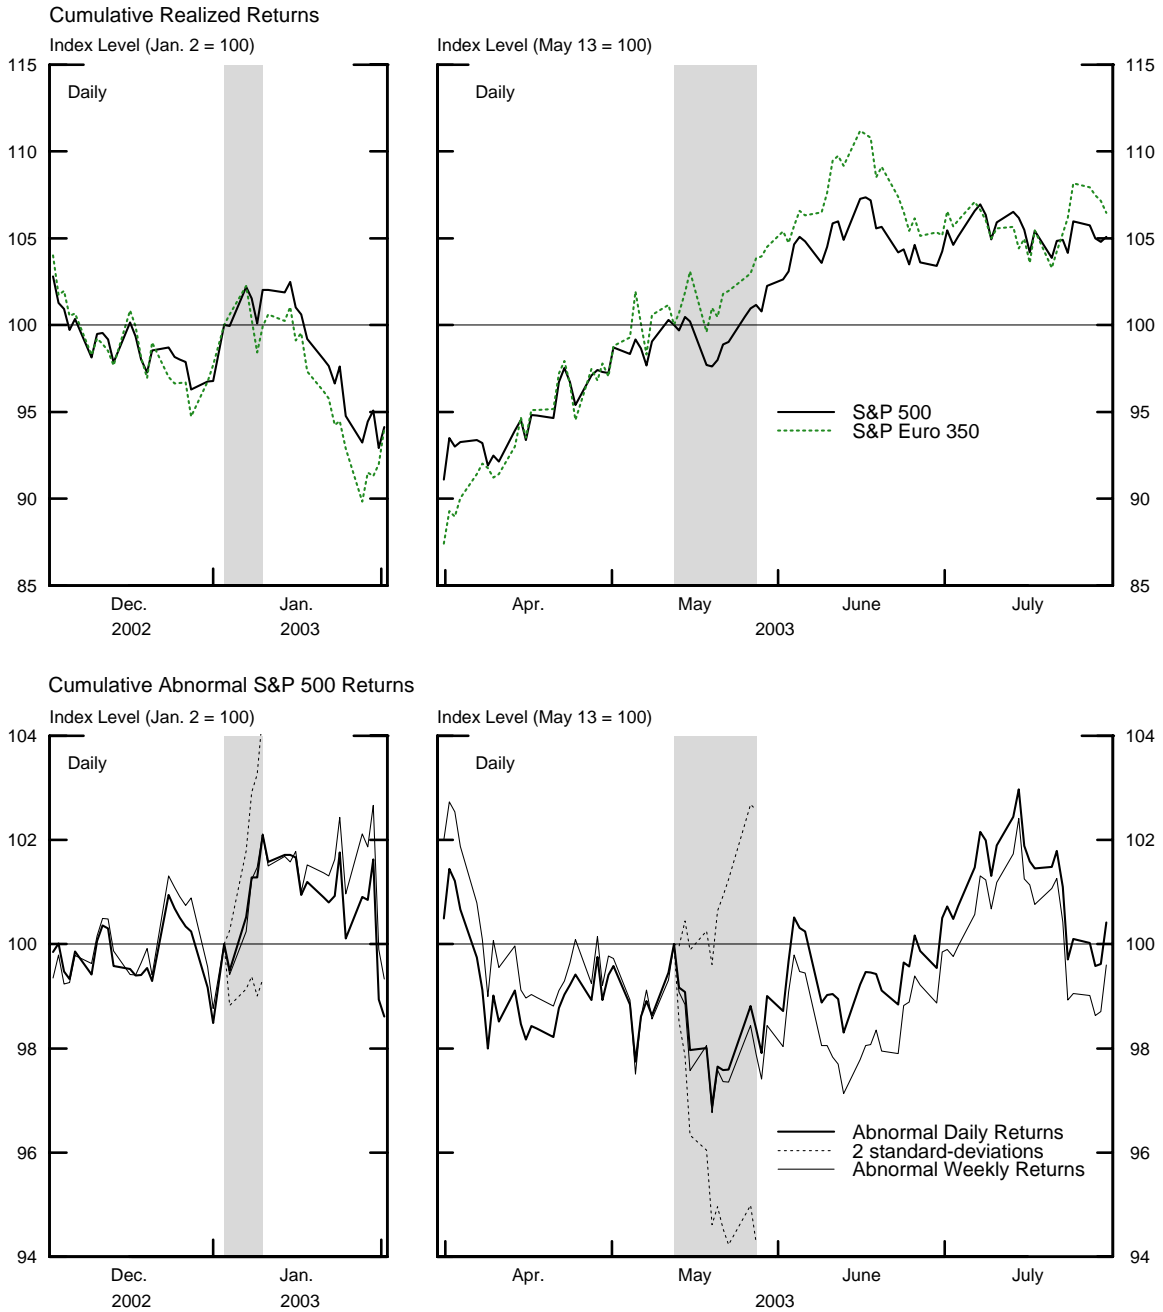 Cumulative Realized Returns
Index Level (Jan. 2 = 100)
Index Level (May 13 = 100)
115
115
Daily
Daily
110
110
105
105
100
100
95
95
S&P 500
S&P Euro 350
90
90
85
85
Dec.
Jan.
Apr.
May
June
July
2002
2003
2003
Cumulative Abnormal S&P 500 Returns
Index Level (Jan. 2 = 100)
Index Level (May 13 = 100)
104
104
Daily
Daily
102
102
100
100
98
98
Abnormal Daily Returns
2 standard-deviations
Abnormal Weekly Returns
96
96
94
94
Dec.
Jan.
Apr.
May
June
July
2002
2003
2003